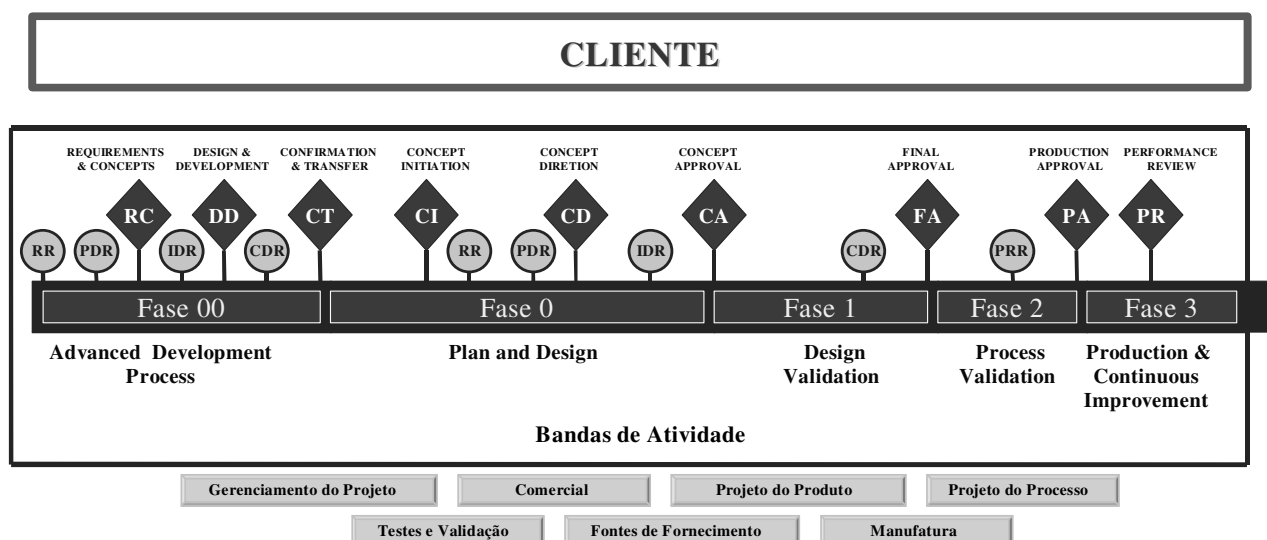 CLIENTE
REQUIREMENTS
& CONCEPTS
DESIGN &
DEVELOPMENT
CONFIRMATION
& TRANSFER
CONCEPT
INITIATION
CONCEPT
DIRETION
CONCEPT
APPROVAL
FINAL
APPROVAL
PRODUCTION
APPROVAL
PERFORMANCE
REVIEW
RC
DD
CT
CI
CD
CA
FA
PA
PR
RR
PDR
IDR
CDR
RR
PDR
IDR
CDR
PRR
Fase 00
Fase 0
Fase 1
Fase 2
Fase 3
Advanced Development
Process
Plan and Design
Design
Validation
Process
Validation
Production &
Continuous
Improvement
Bandas de Atividade
Gerenciamento do Projeto
Comercial
Projeto do Produto
Projeto do Processo
Testes e Validação
Fontes de Fornecimento
Manufatura